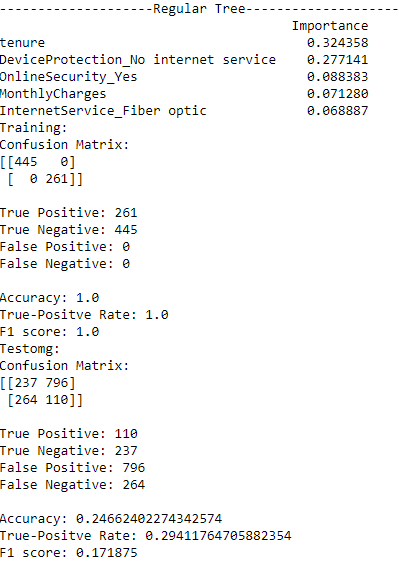 --------------------Regular Tree--------------------
Importance
tenure 0.324358
DeviceProtection_No internet service 0.277141
OnlineSecurity_Yes 0.088383
MonthlyCharges 0.071280
InternetService_Fiber optic 0.068887
Training:
Confusion Matrix:
[[445 0]
[ 0 261]]
True Positive: 261
True Negative: 445
False Positive: 0
False Negative: 0
Accuracy: 1.0
True-Positve Rate: 1.0
F1 score: 1.0
Testomg:
Confusion Matrix:
[[237 796]
[264 110]]
True Positive: 110
True Negative: 237
False Positive: 796
False Negative: 264
Accuracy: 0.24662402274342574
True-Positve Rate: 0.29411764705882354
F1 score: 0.171875